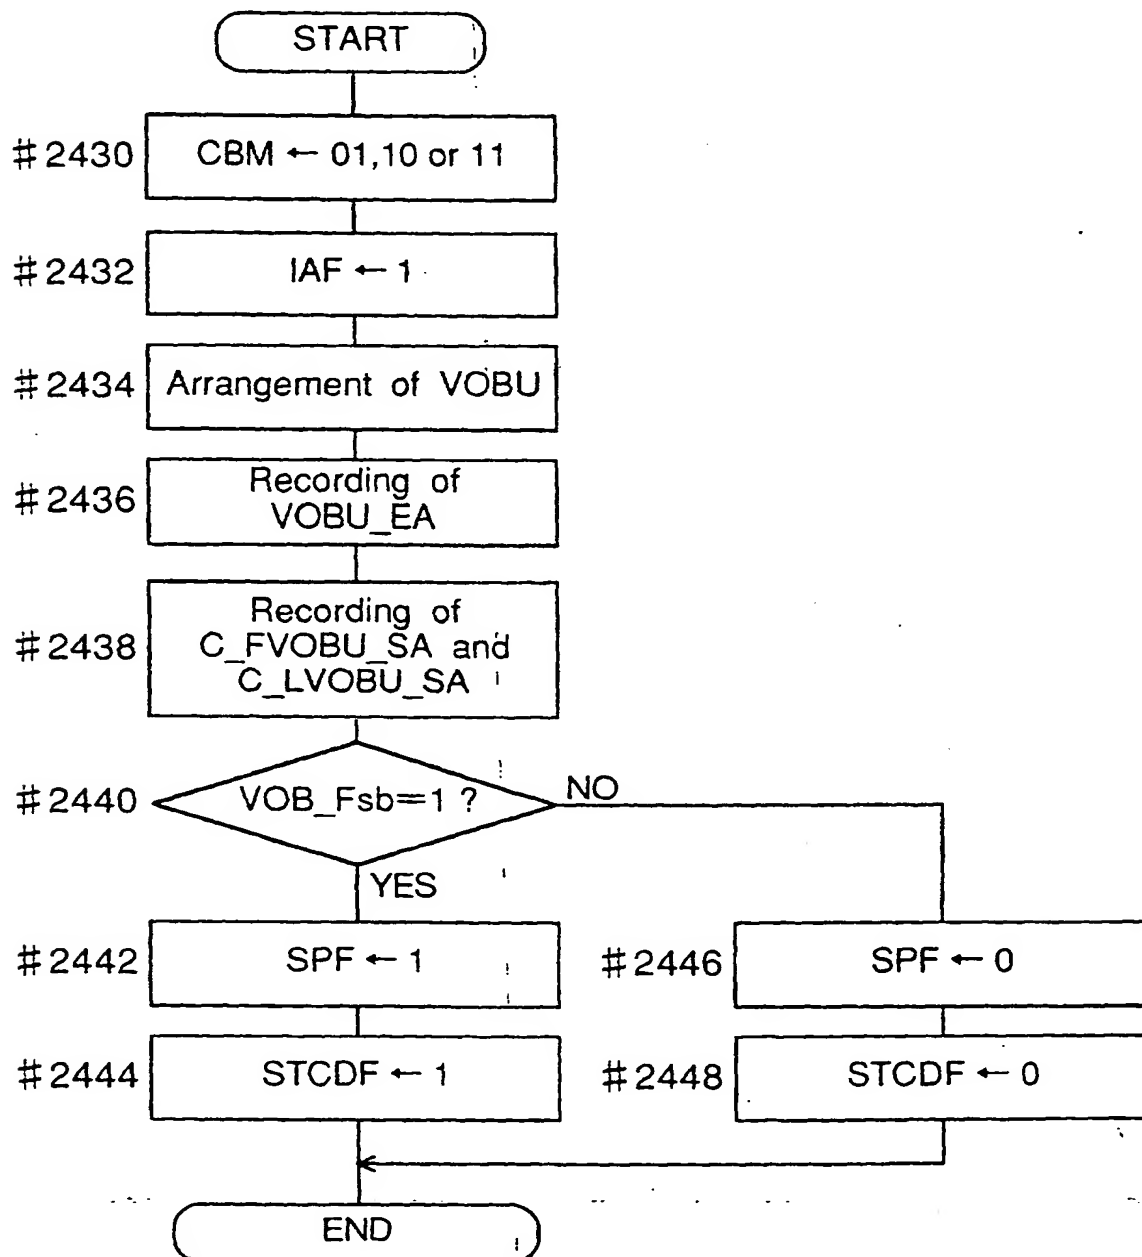 START
#2430 CBM ← 01,10 or 11
#2432 IAF ← 1
#2434 Arrangement of VOBU
#2436 Recording of
VOBU_EA
#2438 Recording of
C_FVOBU_SA and
C_LVOBU_SA
#2440 VOB_Fsb=1 ? NO
YES
#2442 SPF ← 1 #2446 SPF ← 0
#2444 STCDF ← 1 #2448 STCDF ← 0
END